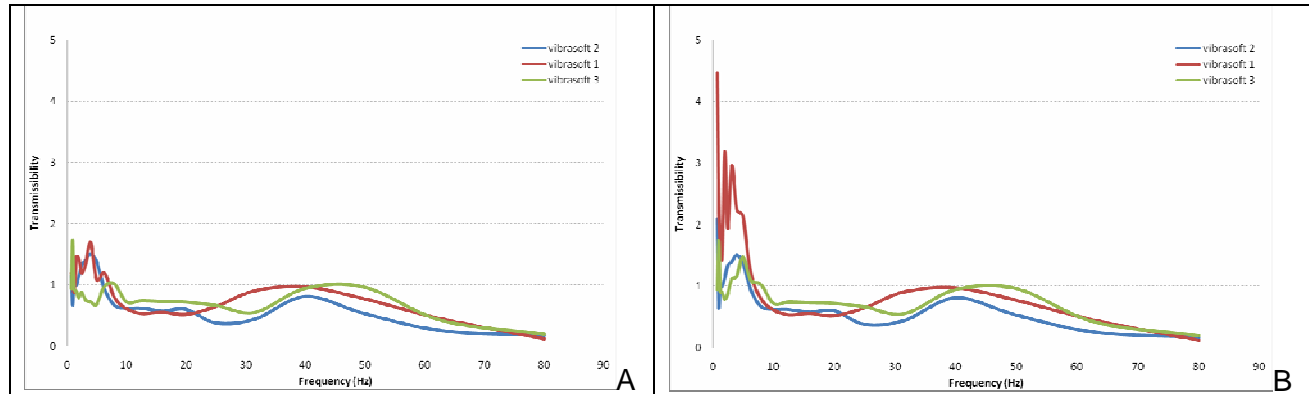 5
4
3
2
1
0
Transmissibility
vibrasoft 2
vibrasoft 1
vibrasoft 3
0 10 20 30 40 50 60 70 80 90
Frequency (Hz)
A
5
4
3
2
1
0
Transmissibility
vibrasoft 2
vibrasoft 1
vibrasoft 3
0 10 20 30 40 50 60 70 80 90
Frequency (Hz)
B